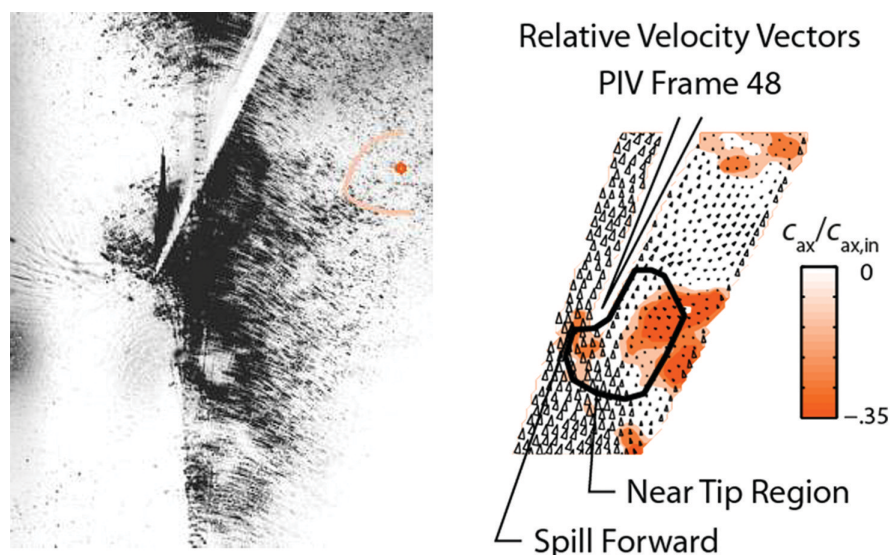 Relative Velocity Vectors
PIV Frame 48
c_ax/c_ax,in
0
-.35
Near Tip Region
Spill Forward